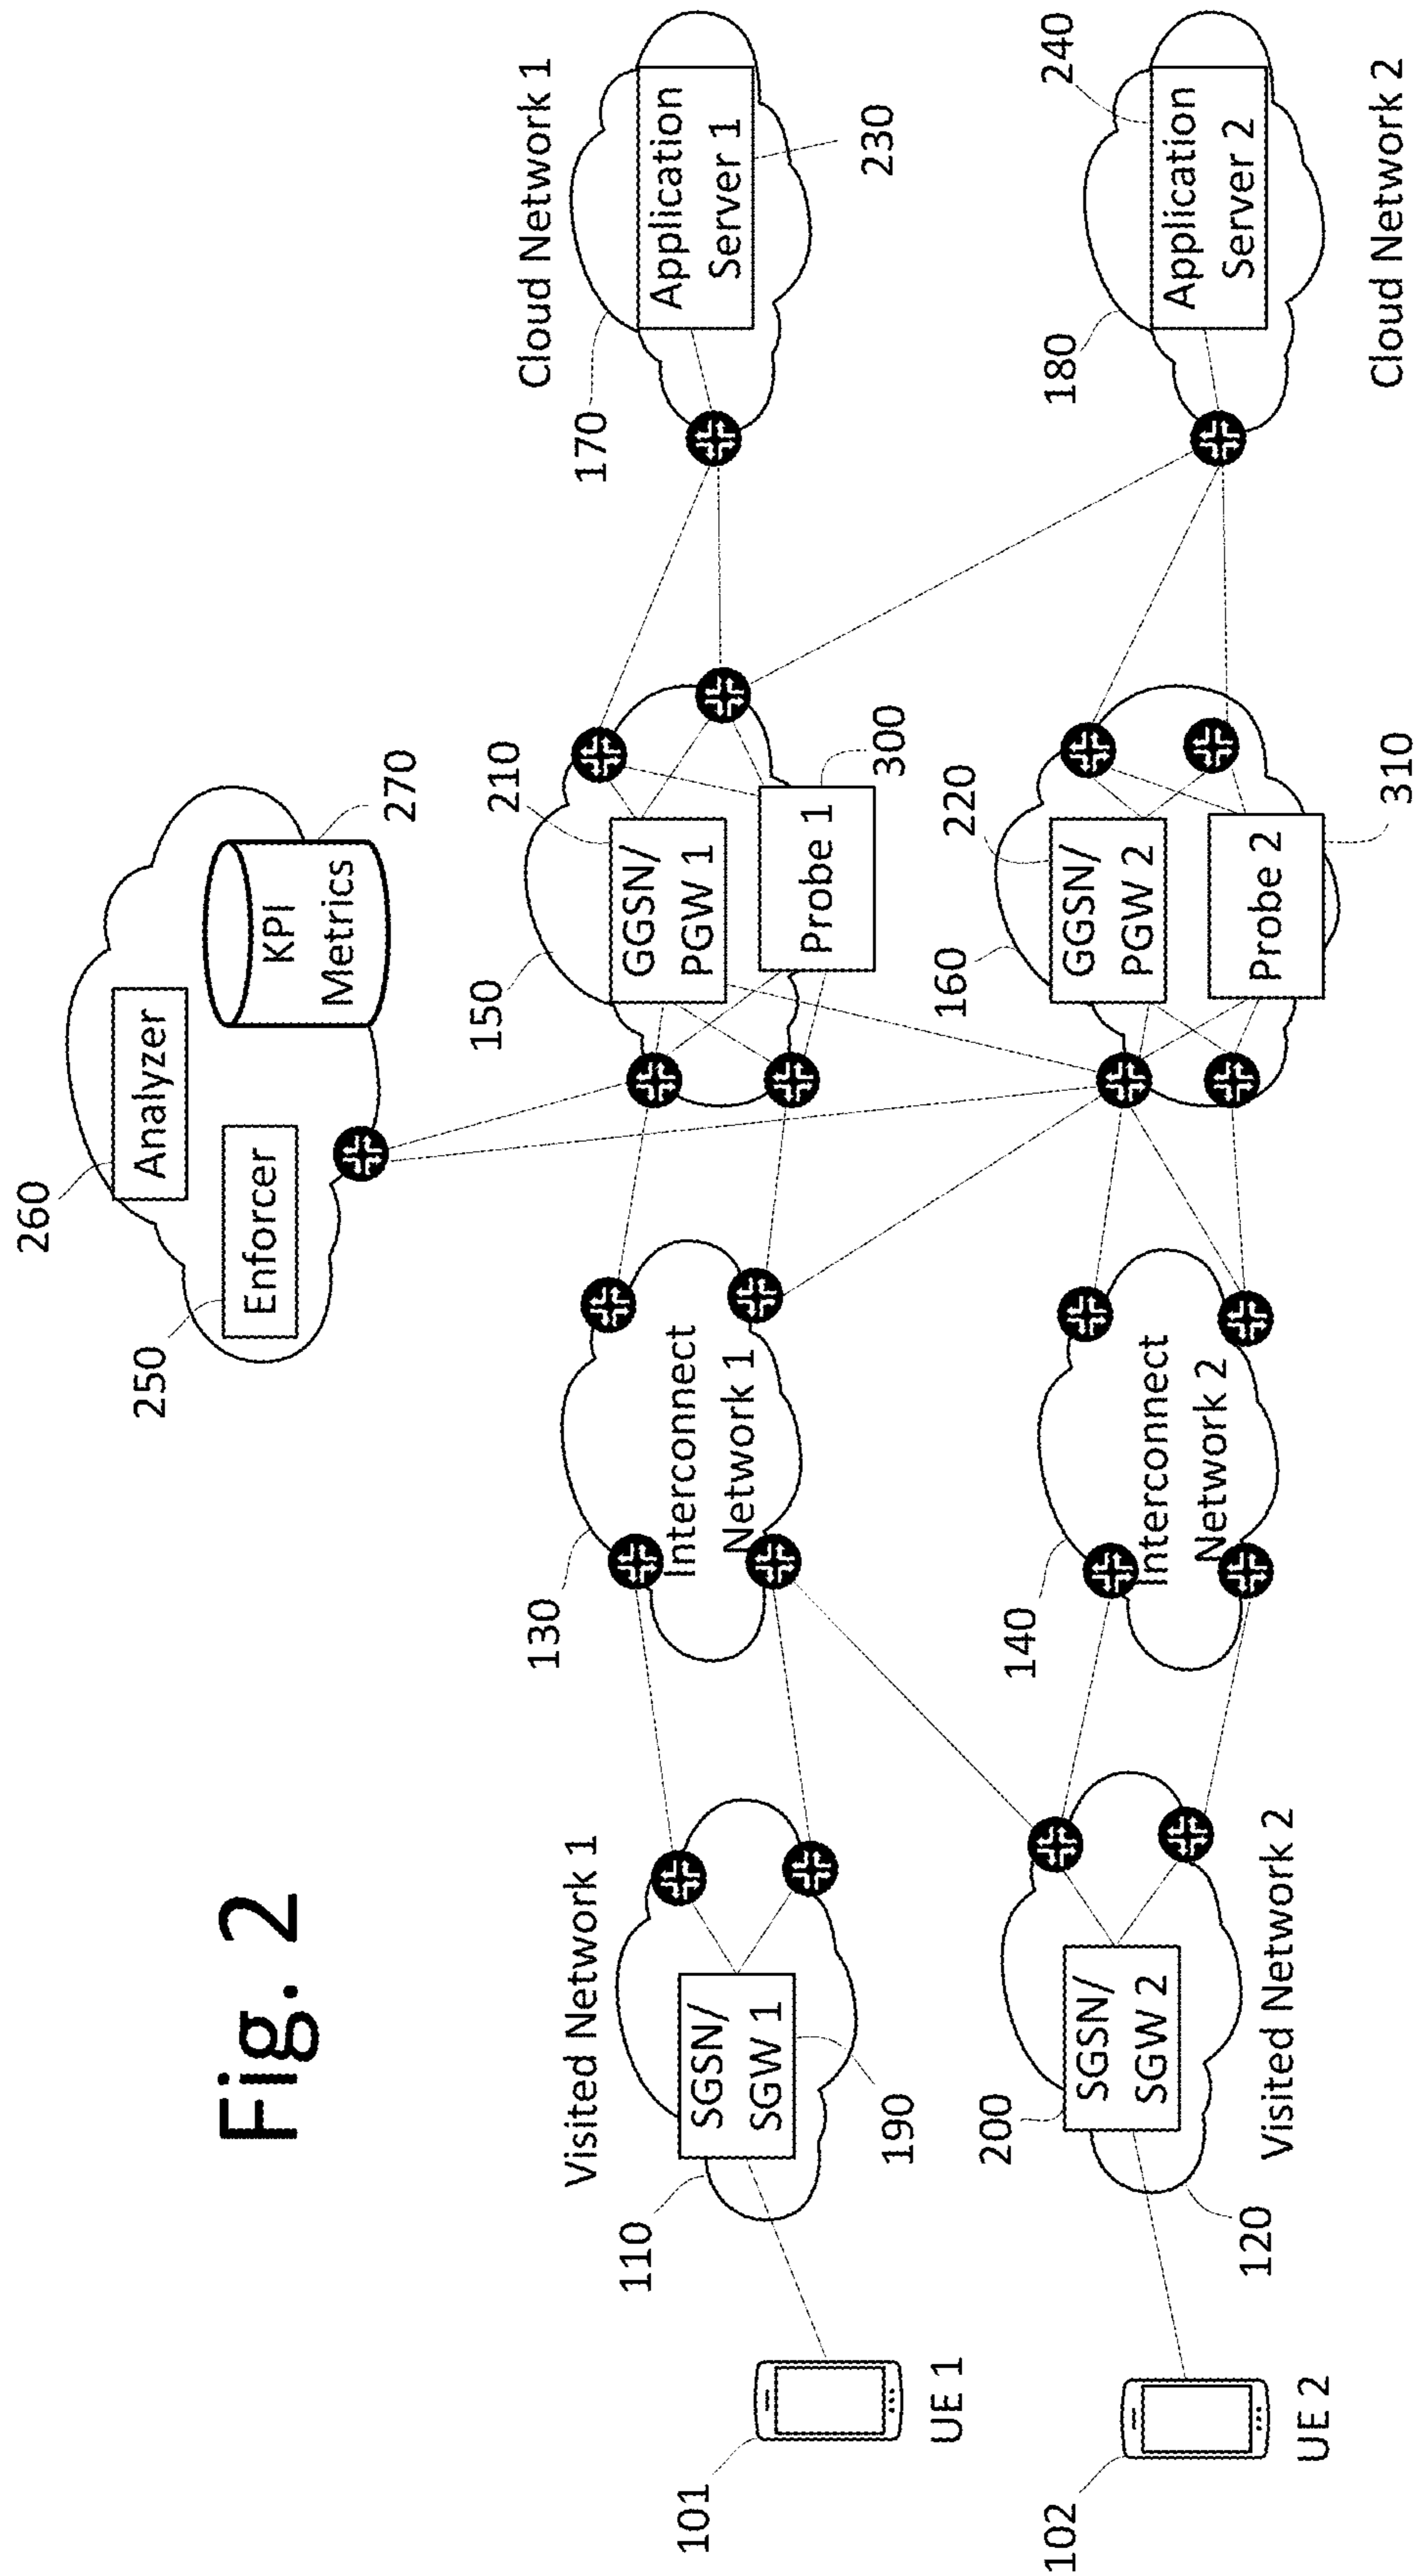 Fig. 2
260
Analyzer
250
Enforcer
KPI
Metrics
270
Visited Network 1
110
SGSN/
SGW 1
190
130
Interconnect
Network 1
150
210
GGSN/
PGW 1
Probe 1
300
Cloud Network 1
170
Application
Server 1
230
101
UE 1
200
SGSN/
SGW 2
120
Visited Network 2
140
Interconnect
Network 2
160
220
GGSN/
PGW 2
Probe 2
310
180
240
Application
Server 2
Cloud Network 2
102
UE 2